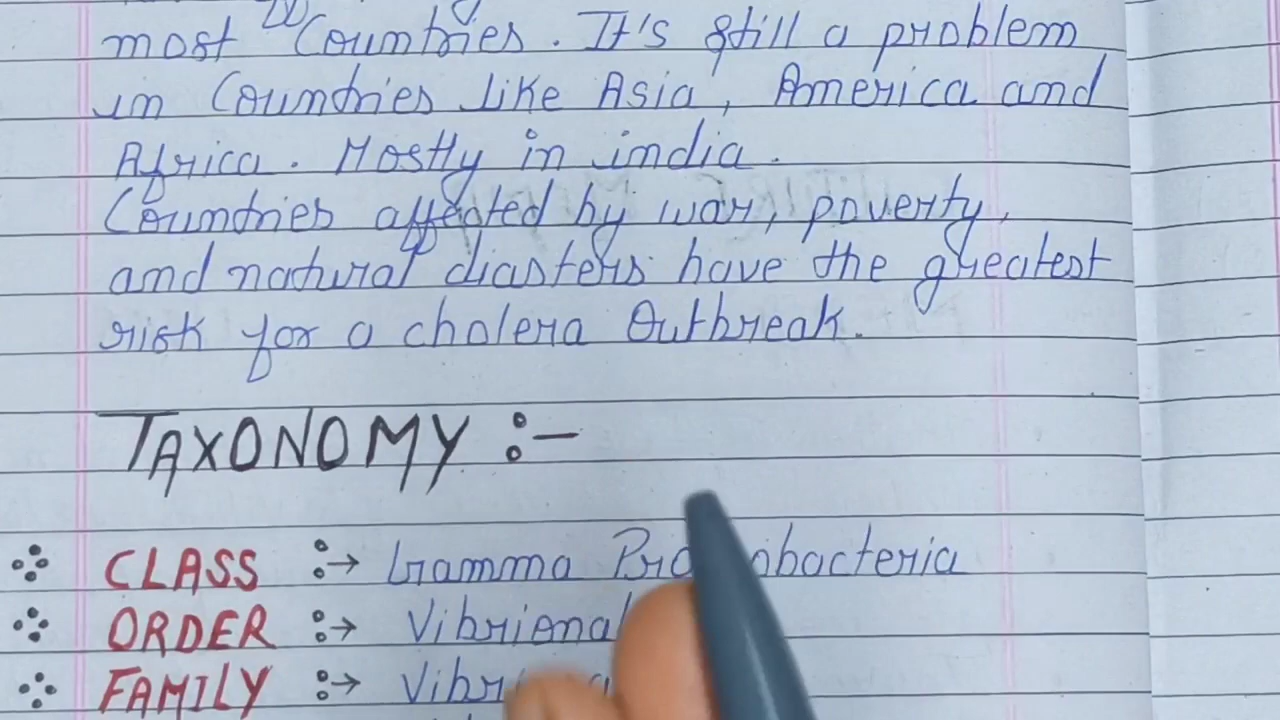 most Countries. It's still a problem
in Countries like Asia, America and
Africa. Mostly in india.
Countries affected by war, poverty,
and natural diasters have the greatest
risk for a cholera Outbreak.
TAXONOMY :-
CLASS :→ Gamma
ORDER :→
FAMILY :→